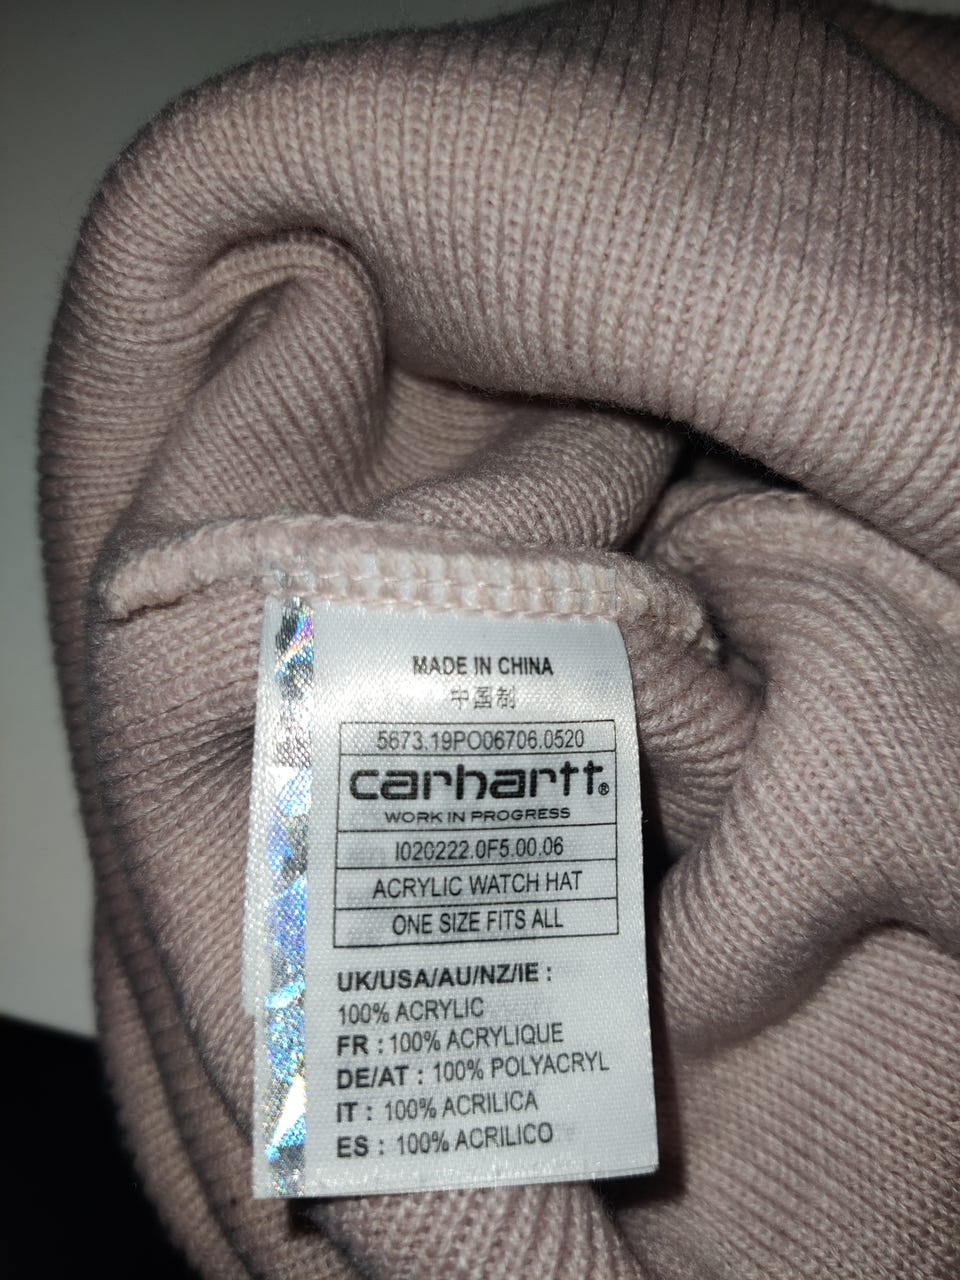 MADE IN CHINA
中国制
5673.19PO06706.0520
carhartt®
WORK IN PROGRESS
I020222.0F5.00.06
ACRYLIC WATCH HAT
ONE SIZE FITS ALL
UK/USA/AU/NZ/IE :
100% ACRYLIC
FR : 100% ACRYLIQUE
DE/AT : 100% POLYACRYL
IT : 100% ACRILICA
ES : 100% ACRILICO